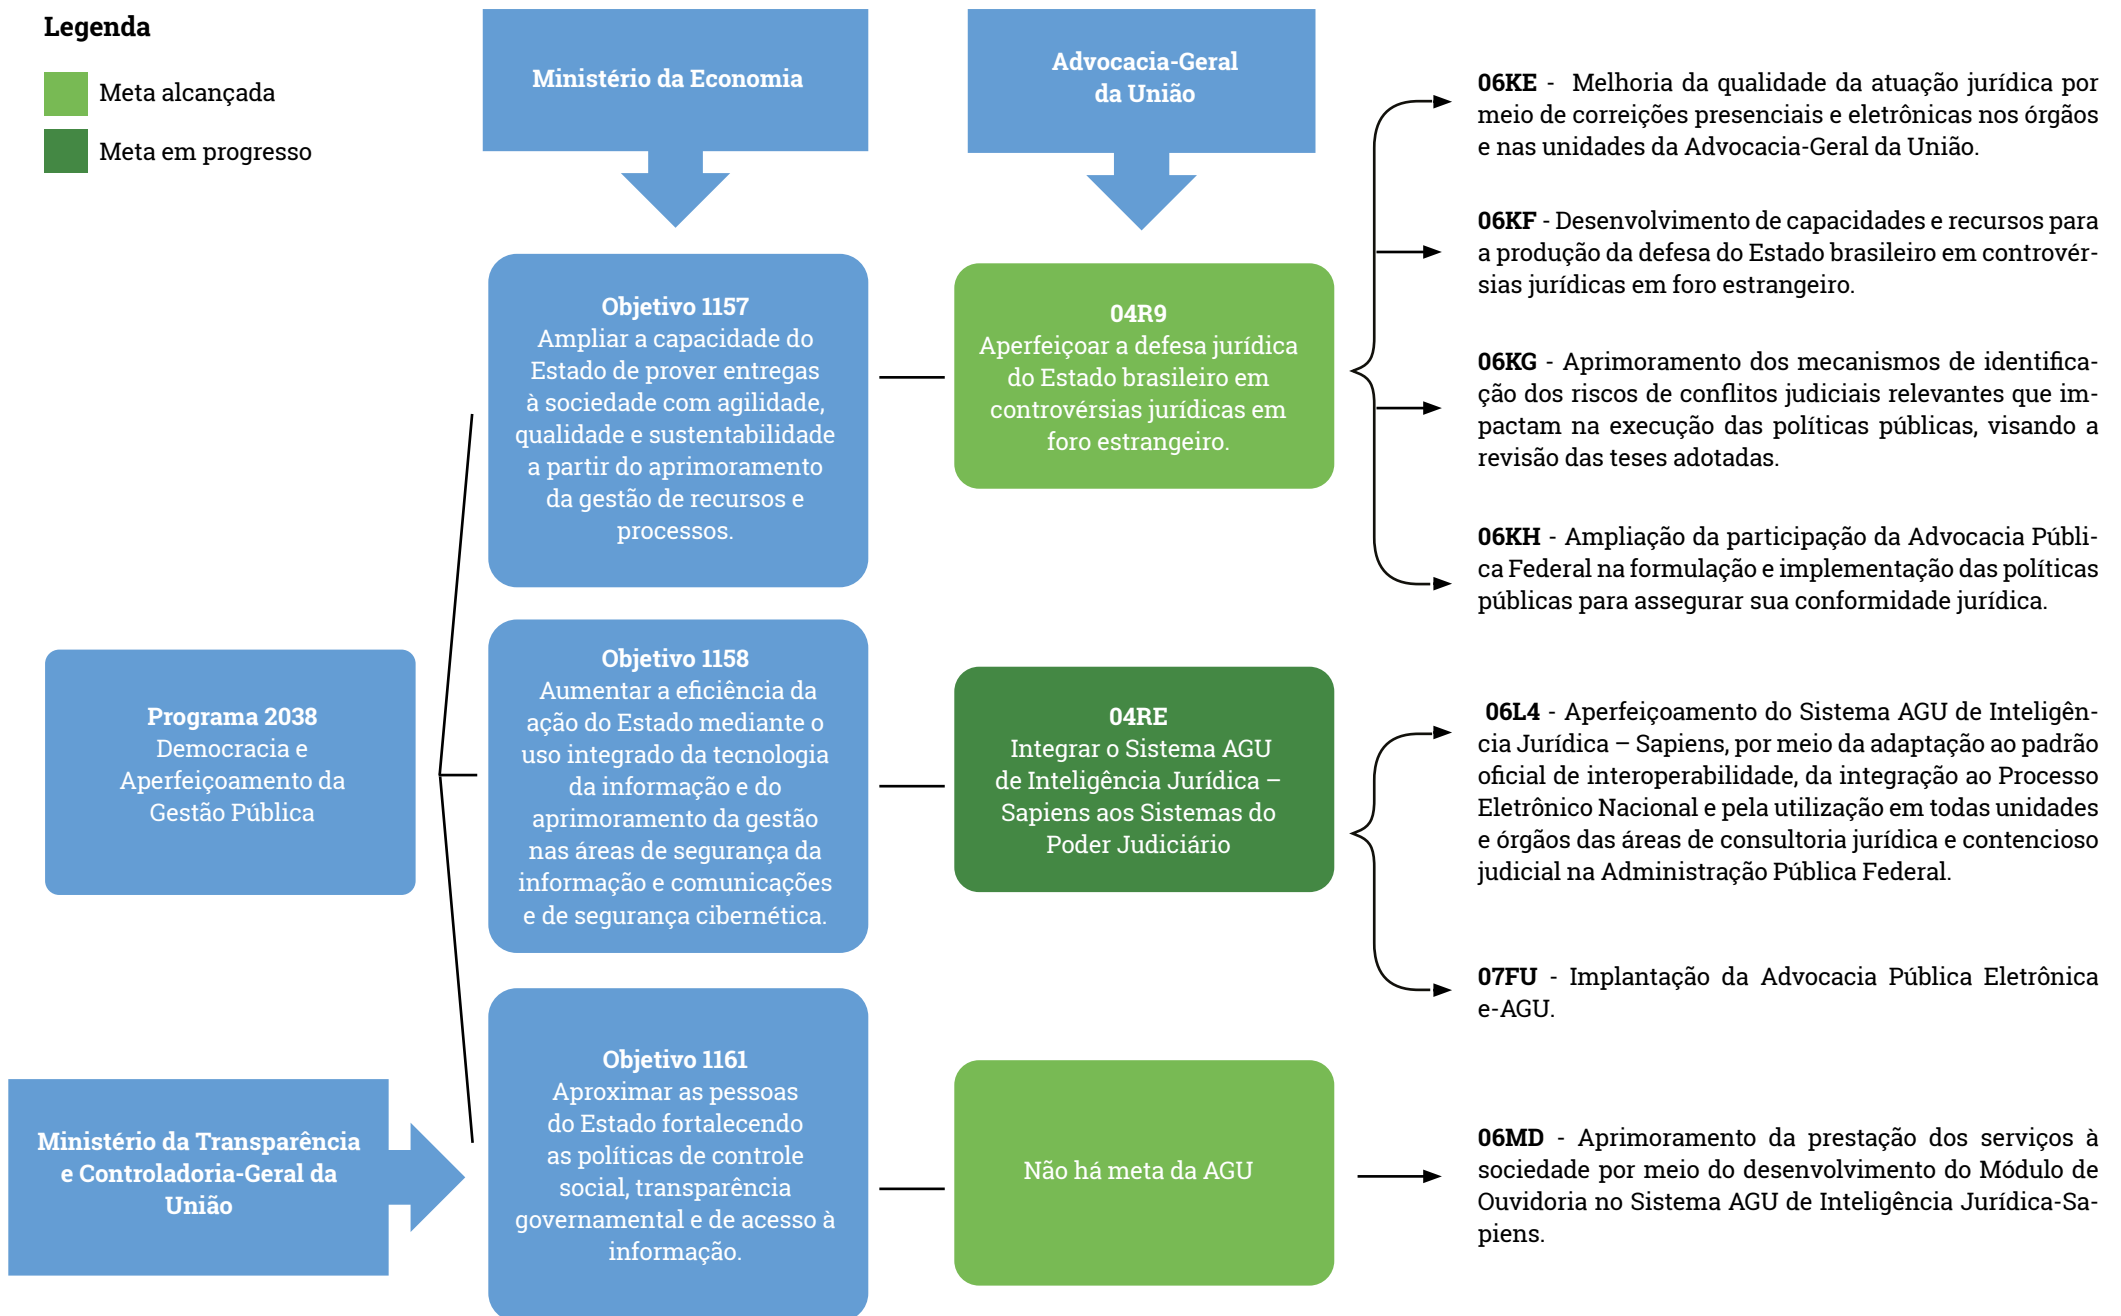 Legenda
Meta alcançada
Meta em progresso
Ministério da Economia
Advocacia-Geral
da União
Programa 2038
Democracia e
Aperfeiçoamento da
Gestão Pública
Ministério da Transparência
e Controladoria-Geral da
União
Objetivo 1157
Ampliar a capacidade do
Estado de prover entregas
à sociedade com agilidade,
qualidade e sustentabilidade
a partir do aprimoramento
da gestão de recursos e
processos.
04R9
Aperfeiçoar a defesa jurídica
do Estado brasileiro em
controvérsias jurídicas em
foro estrangeiro.
06KE - Melhoria da qualidade da atuação jurídica por
meio de correições presenciais e eletrônicas nos órgãos
e nas unidades da Advocacia-Geral da União.
06KF - Desenvolvimento de capacidades e recursos para
a produção da defesa do Estado brasileiro em controvér-
sias jurídicas em foro estrangeiro.
06KG - Aprimoramento dos mecanismos de identifica-
ção dos riscos de conflitos judiciais relevantes que im-
pactam na execução das políticas públicas, visando a
revisão das teses adotadas.
06KH - Ampliação da participação da Advocacia Públi-
ca Federal na formulação e implementação das políticas
públicas para assegurar sua conformidade jurídica.
Objetivo 1158
Aumentar a eficiência da
ação do Estado mediante o
uso integrado da tecnologia
da informação e do
aprimoramento da gestão
nas áreas de segurança da
informação e comunicações
e de segurança cibernética.
04RE
Integrar o Sistema AGU
de Inteligência Jurídica –
Sapiens aos Sistemas do
Poder Judiciário
06L4 - Aperfeiçoamento do Sistema AGU de Inteligên-
cia Jurídica – Sapiens, por meio da adaptação ao padrão
oficial de interoperabilidade, da integração ao Processo
Eletrônico Nacional e pela utilização em todas unidades
e órgãos das áreas de consultoria jurídica e contencioso
judicial na Administração Pública Federal.
07FU - Implantação da Advocacia Pública Eletrônica
e-AGU.
Objetivo 1161
Aproximar as pessoas
do Estado fortalecendo
as políticas de controle
social, transparência
governamental e de acesso à
informação.
Não há meta da AGU
06MD - Aprimoramento da prestação dos serviços à
sociedade por meio do desenvolvimento do Módulo de
Ouvidoria no Sistema AGU de Inteligência Jurídica-Sa-
piens.